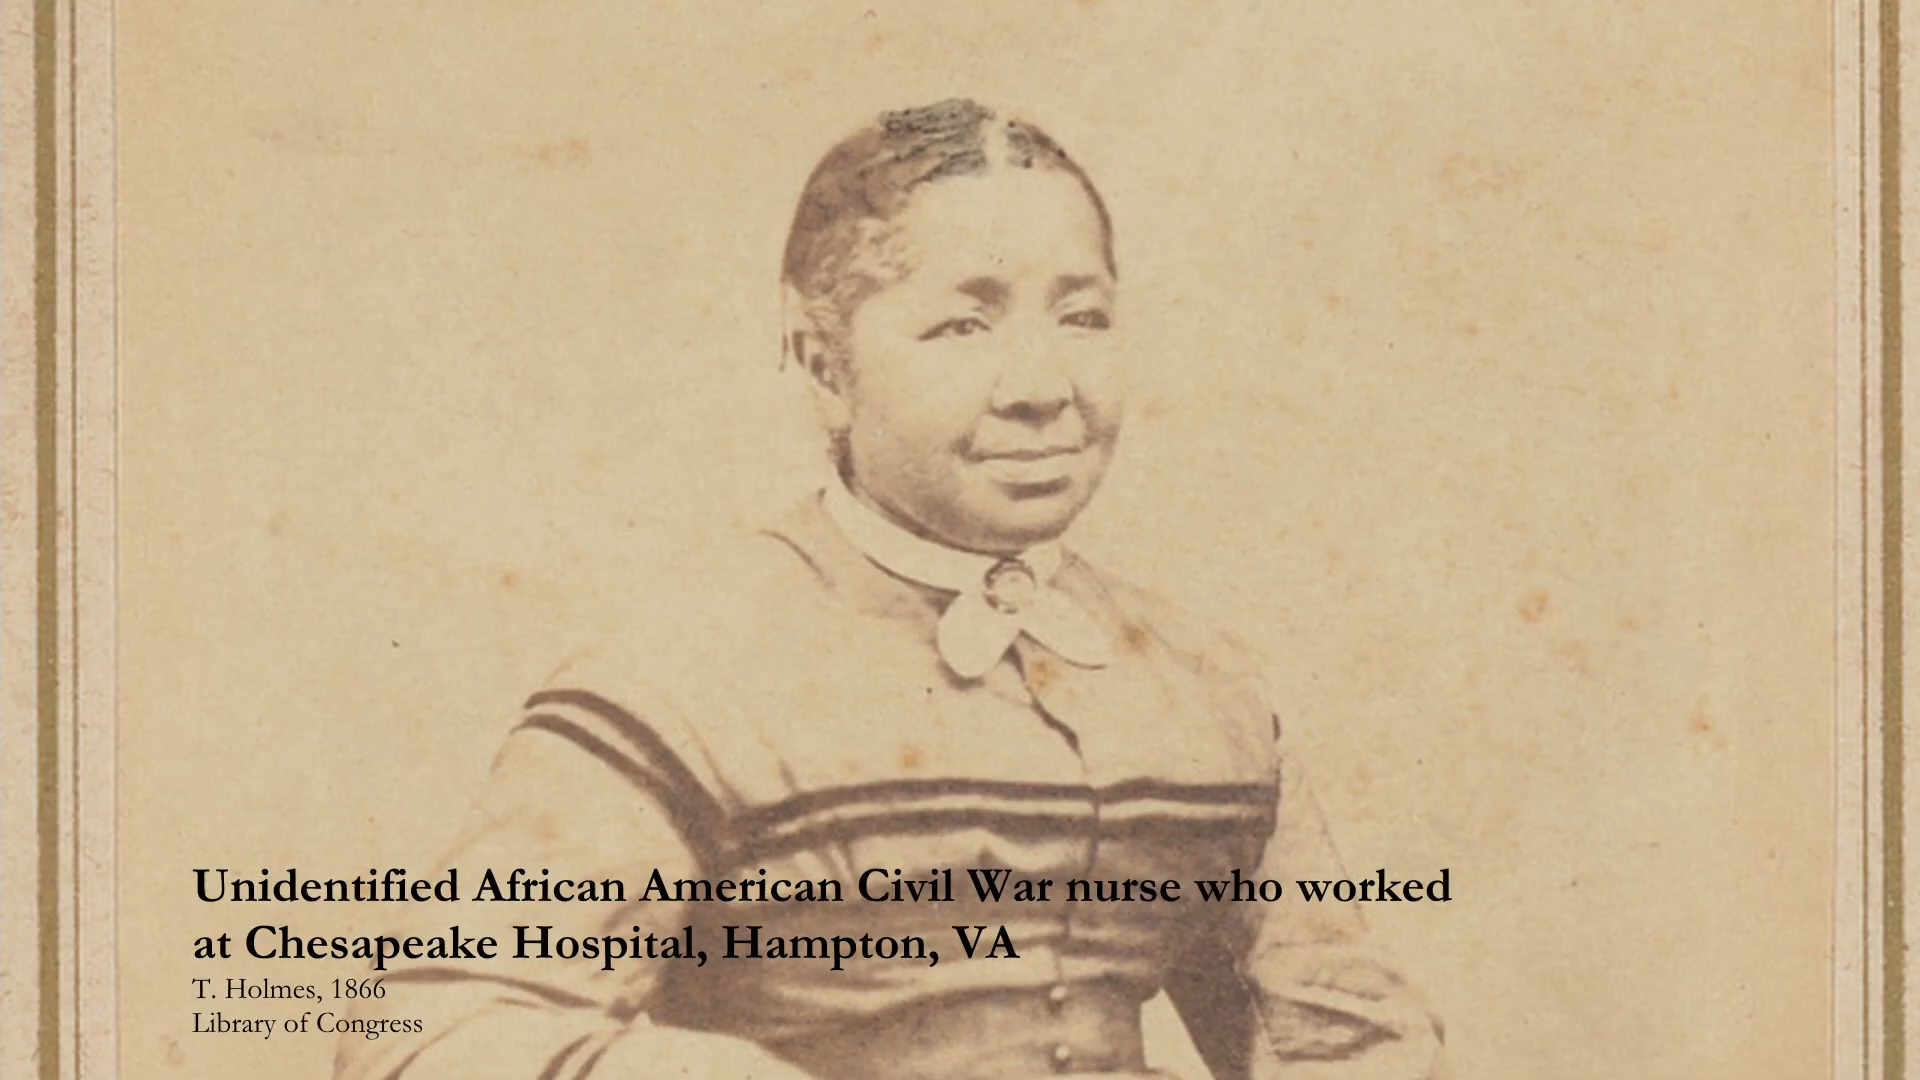 Unidentified African American Civil War nurse who worked
at Chesapeake Hospital, Hampton, VA
T. Holmes, 1866
Library of Congress